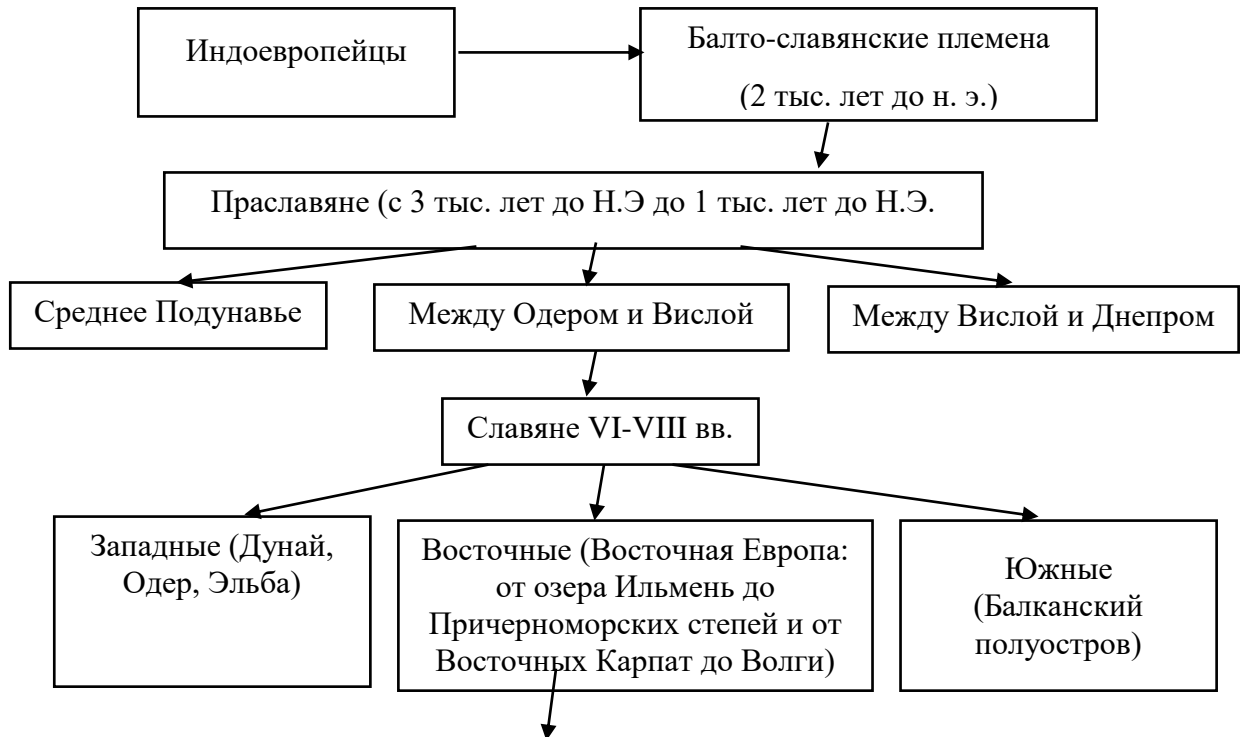 Индоевропейцы
Балто-славянские племена
(2 тыс. лет до н. э.)
Праславяне (с 3 тыс. лет до Н.Э до 1 тыс. лет до Н.Э.
Среднее Подунавье
Между Одером и Вислой
Между Вислой и Днепром
Славяне VI-VIII вв.
Западные (Дунай,
Одер, Эльба)
Восточные (Восточная Европа:
от озера Ильмень до
Причерноморских степей и от
Восточных Карпат до Волги)
Южные
(Балканский
полуостров)